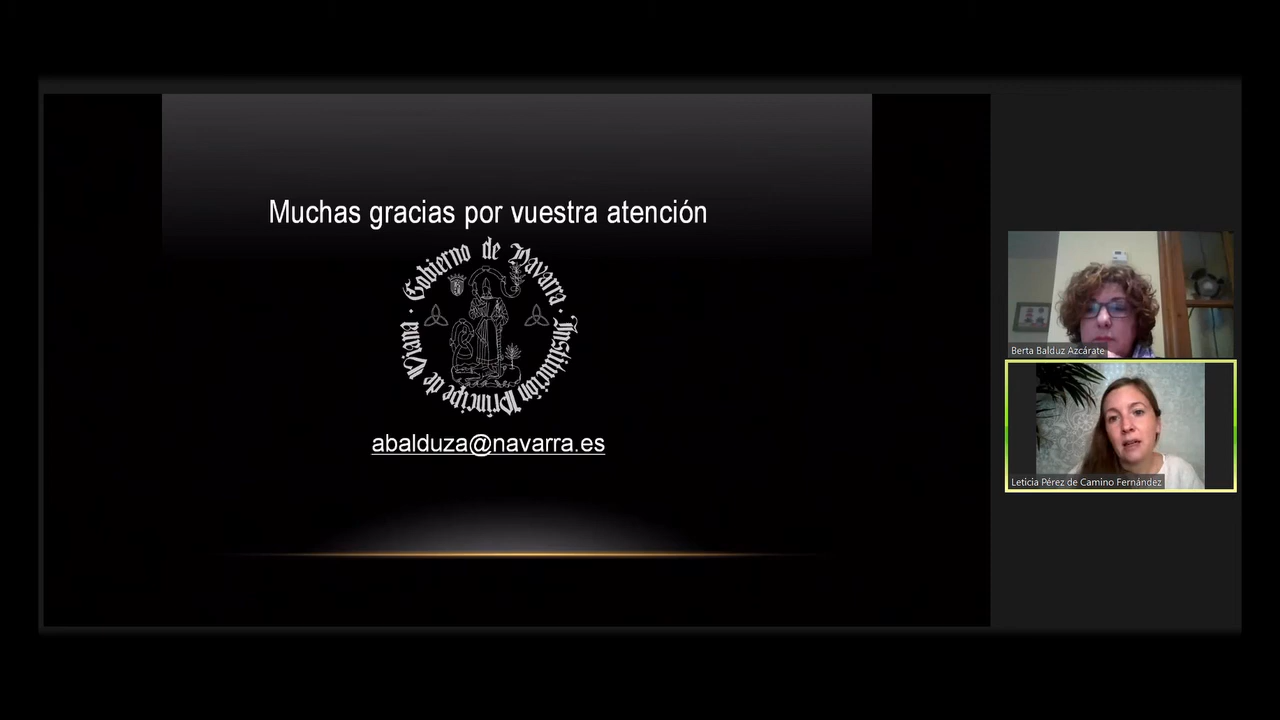 Muchas gracias por vuestra atención
· Gobierno de Navarra · Institución Príncipe de Viana
abalduza@navarra.es
Berta Balduz Azcárate
Leticia Pérez de Camino Fernández